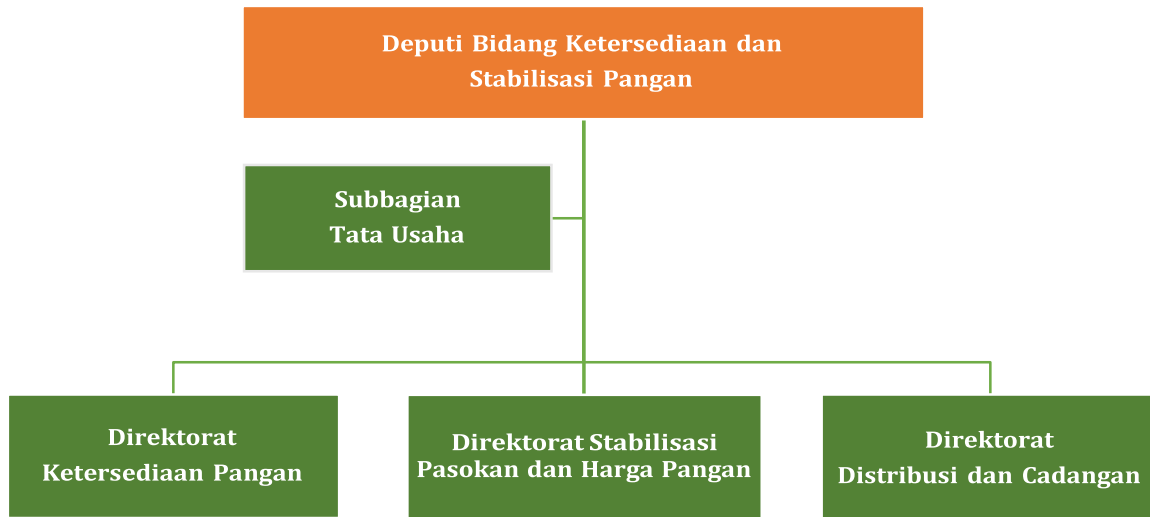 Deputi Bidang Ketersediaan dan
Stabilisasi Pangan
Subbagian
Tata Usaha
Direktorat
Ketersediaan Pangan
Direktorat Stabilisasi
Pasokan dan Harga Pangan
Direktorat
Distribusi dan Cadangan